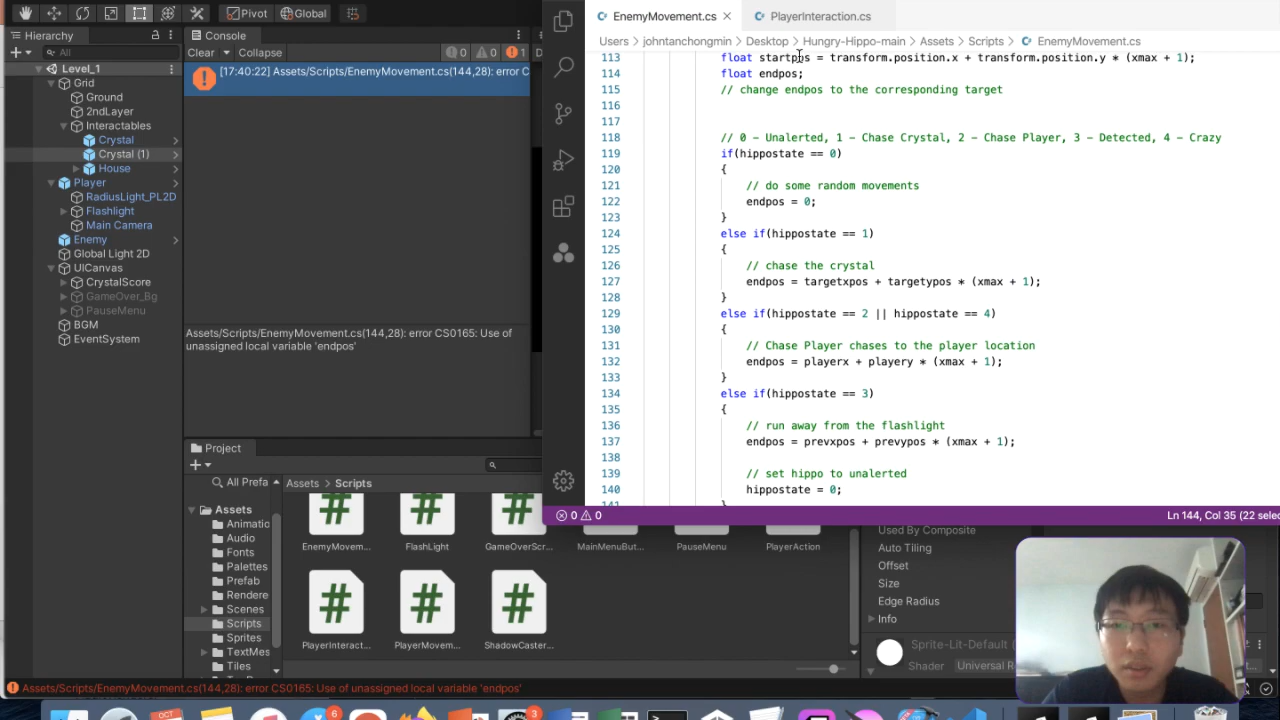 Pivot
Global
Hierarchy
Console
EnemyMovement.cs
PlayerInteraction.cs
All
Clear
Collapse
0
0
1
Users > johntanchongmin > Desktop > Hungry-Hippo-main > Assets > Scripts > EnemyMovement.cs
Level_1
Grid
Ground
2ndLayer
Interactables
Crystal
Crystal (1)
House
Player
RadiusLight_PL2D
Flashlight
Main Camera
Enemy
Global Light 2D
UICanvas
CrystalScore
GameOver_Bg
PauseMenu
BGM
EventSystem
[17:40:22] Assets/Scripts/EnemyMovement.cs(144,28): error C
Assets/Scripts/EnemyMovement.cs(144,28): error CS0165: Use of
unassigned local variable 'endpos'
113 float startpos = transform.position.x + transform.position.y * (xmax + 1);
114 float endpos;
115 // change endpos to the corresponding target
116
117
118 // 0 - Unalerted, 1 - Chase Crystal, 2 - Chase Player, 3 - Detected, 4 - Crazy
119 if(hippostate == 0)
120 {
121 // do some random movements
122 endpos = 0;
123 }
124 else if(hippostate == 1)
125 {
126 // chase the crystal
127 endpos = targetxpos + targetypos * (xmax + 1);
128 }
129 else if(hippostate == 2 || hippostate == 4)
130 {
131 // Chase Player chases to the player location
132 endpos = playerx + playery * (xmax + 1);
133 }
134 else if(hippostate == 3)
135 {
136 // run away from the flashlight
137 endpos = prevxpos + prevypos * (xmax + 1);
138
139 // set hippo to unalerted
140 hippostate = 0;
0 0
Ln 144, Col 35 (22 selec
Project
All Prefa
Assets
Animatio
Audio
Fonts
Palettes
Prefab
Rendere
Scenes
Scripts
Sprites
TextMes
Tiles
Assets > Scripts
EnemyMovem...
FlashLight
GameOverScr...
MainMenuBut...
PauseMenu
PlayerAction
PlayerInteract...
PlayerMovem...
ShadowCaster...
Used By Composite
Auto Tiling
Offset
Size
Edge Radius
Info
Sprite-Lit-Default (
Shader
Universal R
Assets/Scripts/EnemyMovement.cs(144,28): error CS0165: Use of unassigned local variable 'endpos'
OCT
6
3